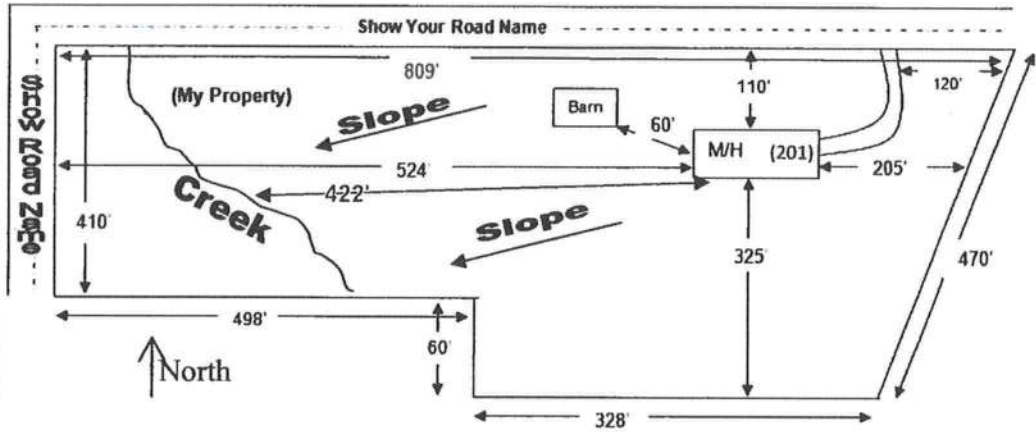 Show Your Road Name
Show Road Name
809'
110'
120'
(My Property)
Slope
Barn
60'
M/H (201)
524'
205'
422'
Creek
410'
Slope
325'
470'
498'
60'
North
328'